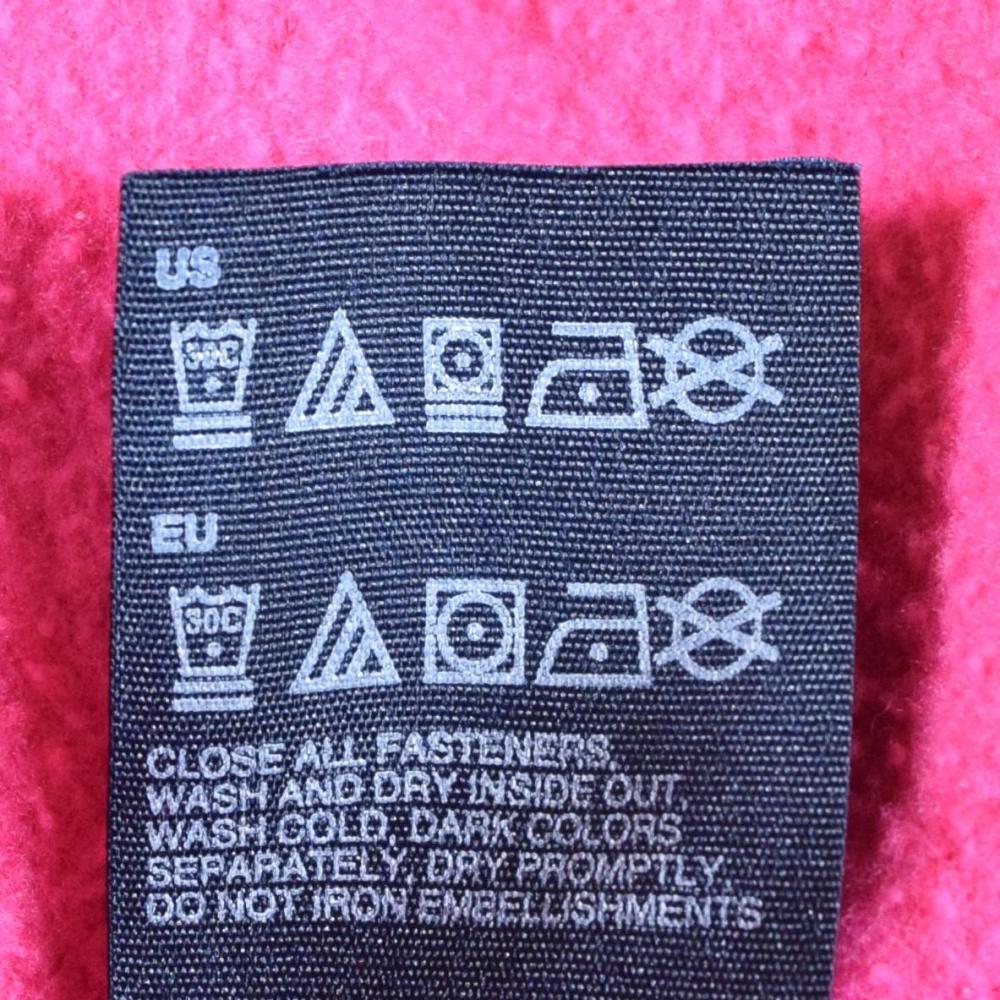 US
30C
EU
30C
CLOSE ALL FASTENERS,
WASH AND DRY INSIDE OUT,
WASH COLD, DARK COLORS
SEPARATELY, DRY PROMPTLY,
DO NOT IRON EMBELLISHMENTS